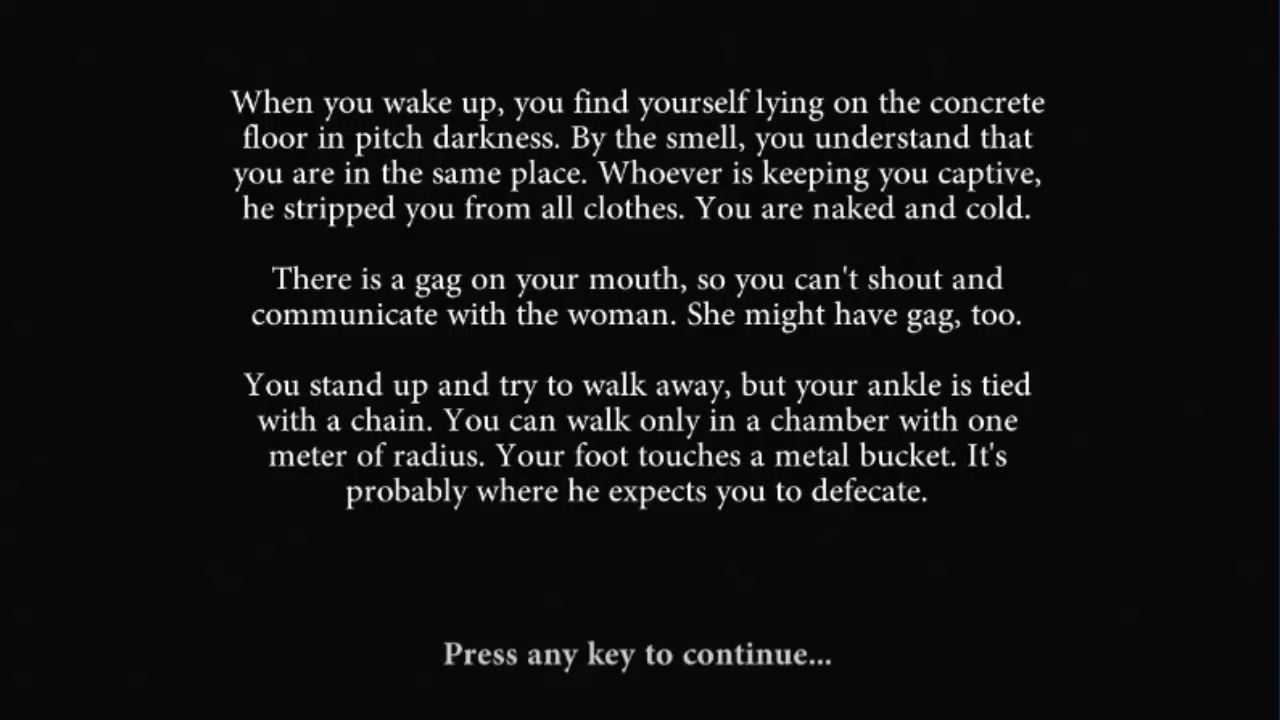 When you wake up, you find yourself lying on the concrete
floor in pitch darkness. By the smell, you understand that
you are in the same place. Whoever is keeping you captive,
he stripped you from all clothes. You are naked and cold.
There is a gag on your mouth, so you can't shout and
communicate with the woman. She might have gag, too.
You stand up and try to walk away, but your ankle is tied
with a chain. You can walk only in a chamber with one
meter of radius. Your foot touches a metal bucket. It's
probably where he expects you to defecate.
Press any key to continue...